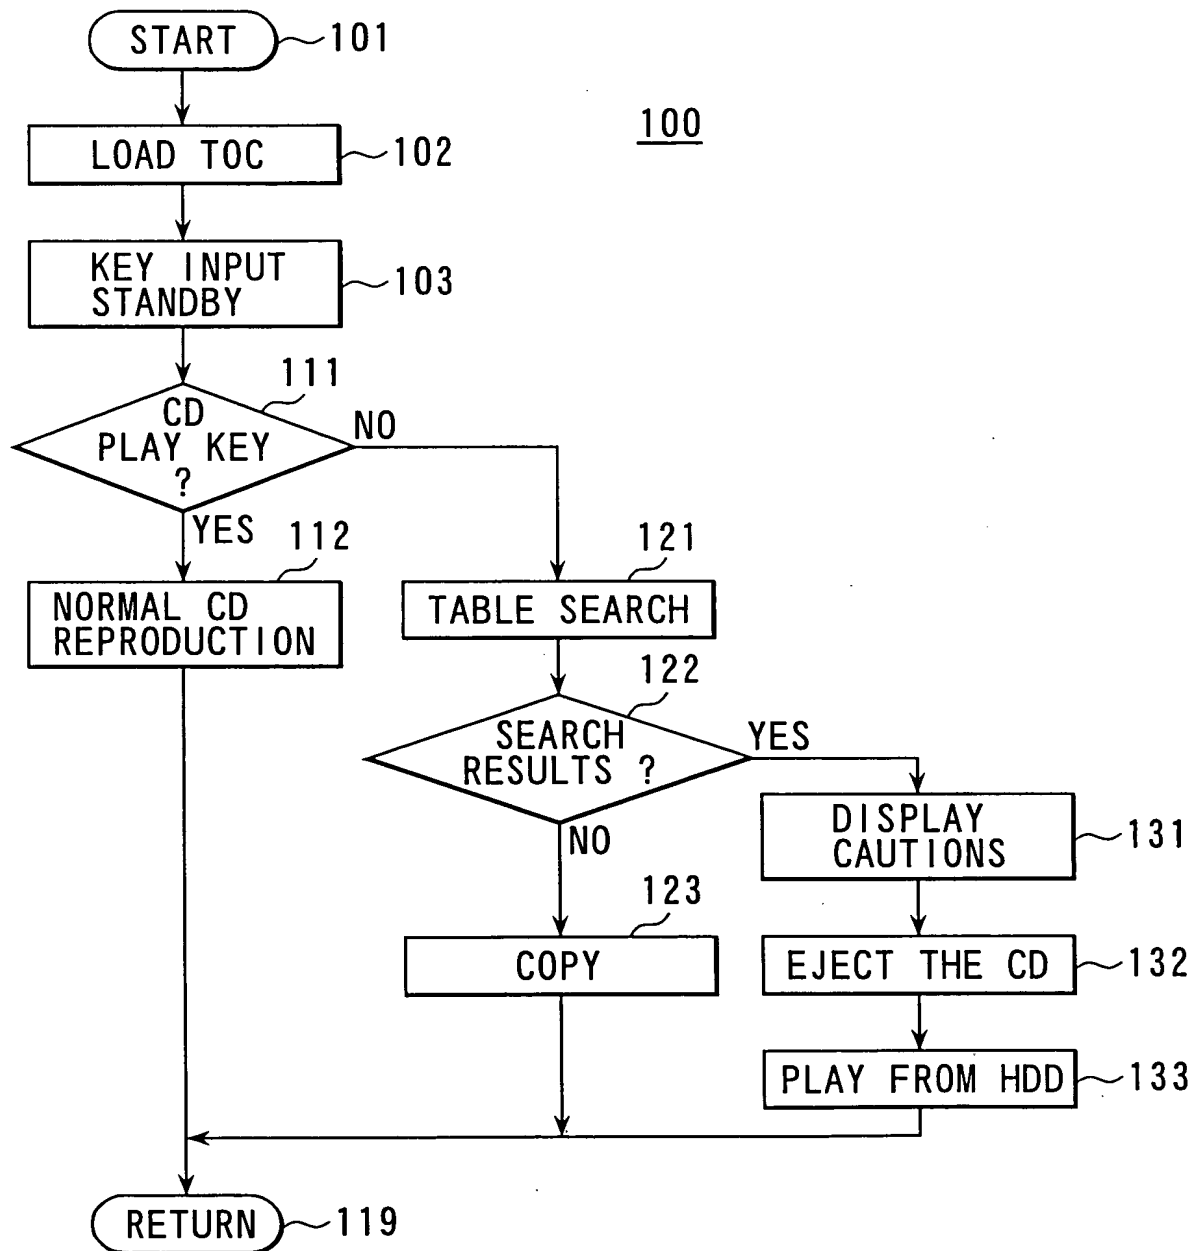 START
101
100
LOAD TOC
102
KEY INPUT
STANDBY
103
111
CD
PLAY KEY
?
NO
YES
112
NORMAL CD
REPRODUCTION
121
TABLE SEARCH
122
SEARCH
RESULTS ?
YES
NO
DISPLAY
CAUTIONS
131
123
COPY
EJECT THE CD
132
PLAY FROM HDD
133
RETURN
119